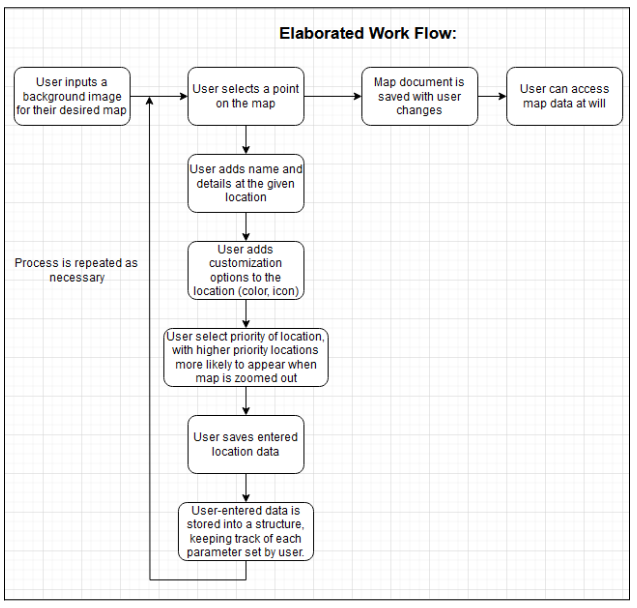 Elaborated Work Flow:
User inputs a
background image
for their desired map
User selects a point
on the map
Map document is
saved with user
changes
User can access
map data at will
User adds name and
details at the given
location
User adds
customization
options to the
location (color, icon)
Process is repeated as
necessary
User select priority of location,
with higher priority locations
more likely to appear when
map is zoomed out
User saves entered
location data
User-entered data is
stored into a structure,
keeping track of each
parameter set by user.